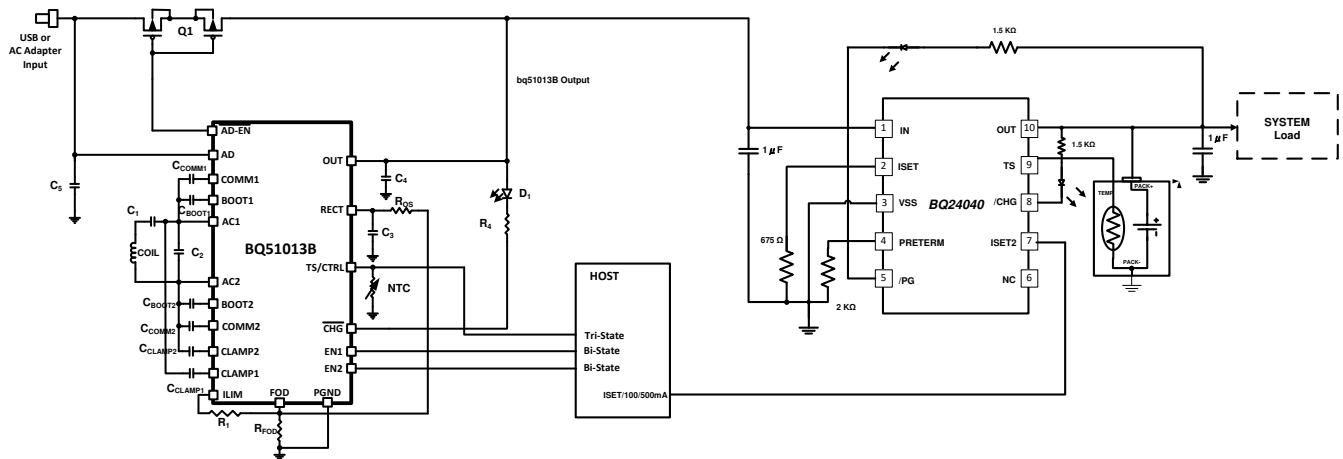 USB or
AC Adapter
Input
Q1
bq51013B Output
C5
AD-EN
AD
COMM1
BOOT1
AC1
AC2
BOOT2
COMM2
CLAMP2
CLAMP1
ILIM
FOD
PGND
BQ51013B
OUT
RECT
TS/CTRL
CHG
EN1
EN2
CCOMM1
CBOOT1
C1
COIL
C2
CBOOT2
CCOMM2
CCLAMP2
CCLAMP1
R1
RFOD
C4
ROS
C3
NTC
D1
R4
HOST
Tri-State
Bi-State
Bi-State
ISET/100/500mA
1 μF
675 Ω
2 KΩ
1.5 KΩ
BQ24040
1 IN
2 ISET
3 VSS
4 PRETERM
5 /PG
OUT 10
TS 9
/CHG 8
ISET2 7
NC 6
1.5 KΩ
TEMP
PACK+
+
PACK-
1 μF
SYSTEM
Load